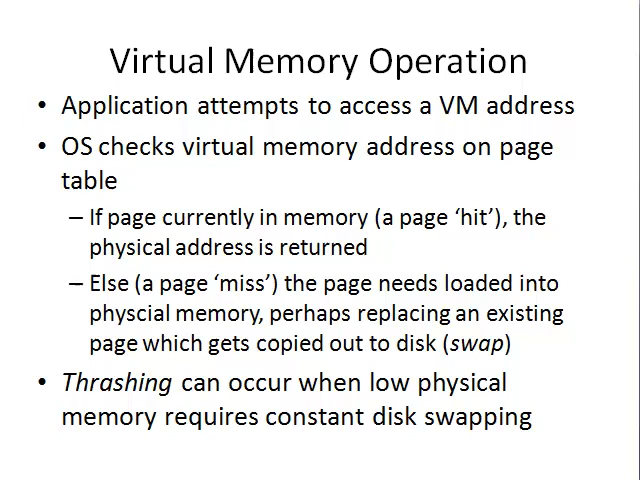 Virtual Memory Operation
• Application attempts to access a VM address
• OS checks virtual memory address on page
table
– If page currently in memory (a page ‘hit’), the
physical address is returned
– Else (a page ‘miss’) the page needs loaded into
physcial memory, perhaps replacing an existing
page which gets copied out to disk (swap)
• Thrashing can occur when low physical
memory requires constant disk swapping